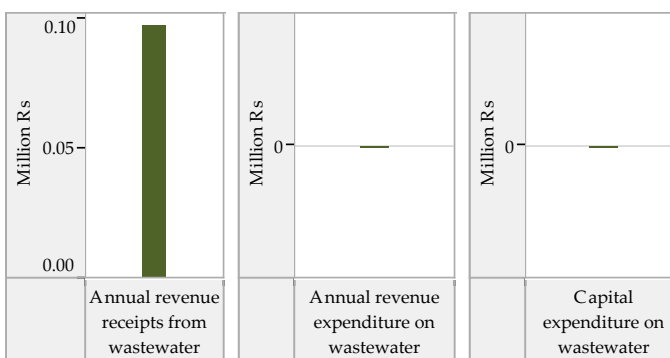 0.10
Million Rs
0.05
0.00
Annual revenue
receipts from
wastewater
Million Rs
0
Annual revenue
expenditure on
wastewater
Million Rs
0
Capital
expenditure on
wastewater